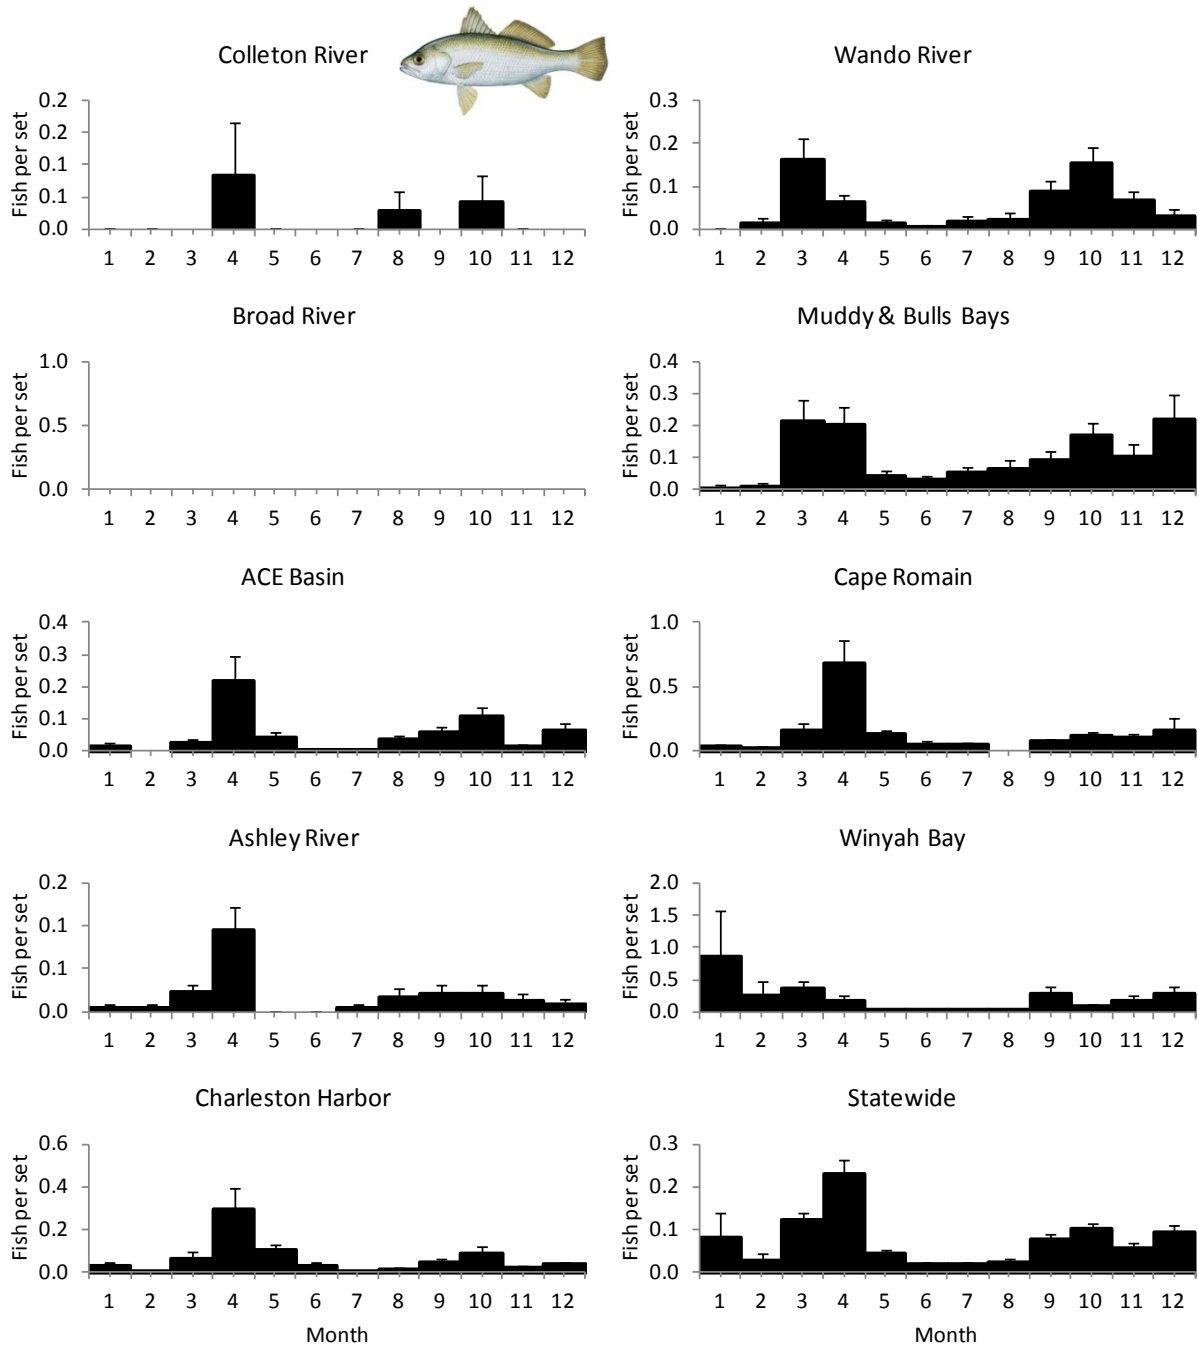 Colleton River
Fish per set
0.2
0.2
0.1
0.1
0.0
1 2 3 4 5 6 7 8 9 10 11 12
Wando River
Fish per set
0.3
0.2
0.1
0.0
1 2 3 4 5 6 7 8 9 10 11 12
Broad River
Fish per set
1.0
0.5
0.0
1 2 3 4 5 6 7 8 9 10 11 12
Muddy & Bulls Bays
Fish per set
0.4
0.3
0.2
0.1
0.0
1 2 3 4 5 6 7 8 9 10 11 12
ACE Basin
Fish per set
0.4
0.3
0.2
0.1
0.0
1 2 3 4 5 6 7 8 9 10 11 12
Cape Romain
Fish per set
1.0
0.5
0.0
1 2 3 4 5 6 7 8 9 10 11 12
Ashley River
Fish per set
0.2
0.1
0.1
0.0
1 2 3 4 5 6 7 8 9 10 11 12
Winyah Bay
Fish per set
2.0
1.5
1.0
0.5
0.0
1 2 3 4 5 6 7 8 9 10 11 12
Charleston Harbor
Fish per set
0.6
0.4
0.2
0.0
1 2 3 4 5 6 7 8 9 10 11 12
Month
Statewide
Fish per set
0.3
0.2
0.1
0.0
1 2 3 4 5 6 7 8 9 10 11 12
Month